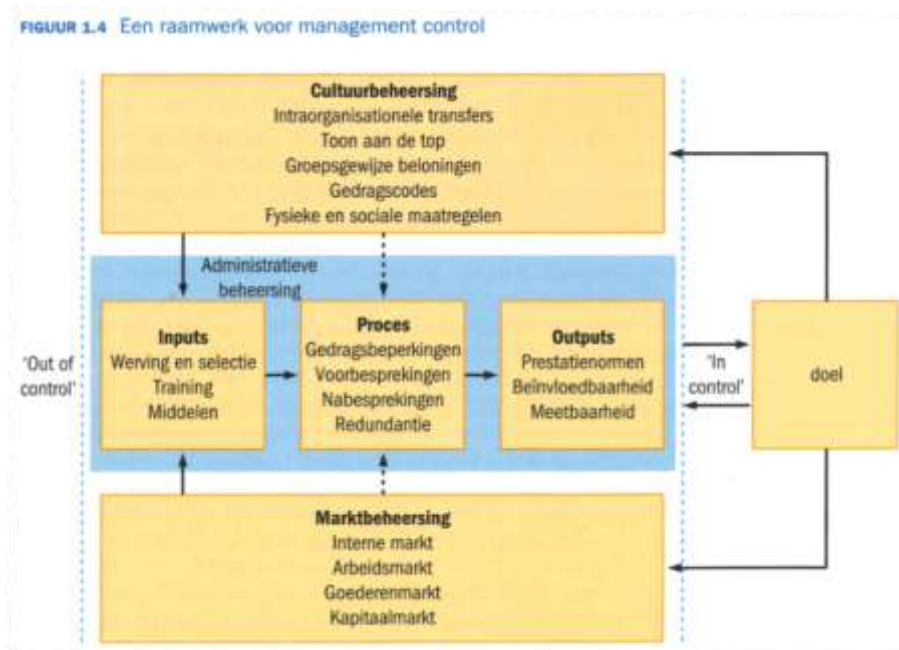 FIGUUR 1.4 Een raamwerk voor management control
Cultuurbeheersing
Intraorganisationele transfers
Toon aan de top
Groepsgewijze beloningen
Gedragscodes
Fysieke en sociale maatregelen
Administratieve
beheersing
'Out of
control'
Inputs
Werving en selectie
Training
Middelen
Proces
Gedragsbeperkingen
Voorbesprekingen
Nabesprekingen
Redundantie
Outputs
Prestatienormen
Beïnvloedbaarheid
Meetbaarheid
'In
control'
doel
Marktbeheersing
Interne markt
Arbeidsmarkt
Goederenmarkt
Kapitaalmarkt